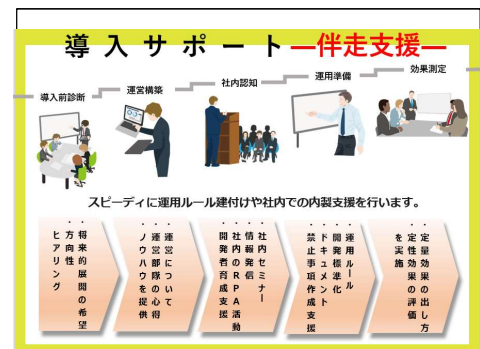 導入サポート―伴走支援―
導入前診断
運営構築
社内認知
運用準備
効果測定
スピーディに運用ルール建付けや社内での内製支援を行います。
・将来的展開の希望
方向性
ヒアリング
・運営について
・運営部隊の心得
ノウハウを提供
・社内セミナー
・情報発信
・社内のRPA活動
・開発者育成支援
・運用ルール
・開発標準化
・ドキュメント
・禁止事項作成支援
・定量効果の出し方
・定性効果の評価
を実施